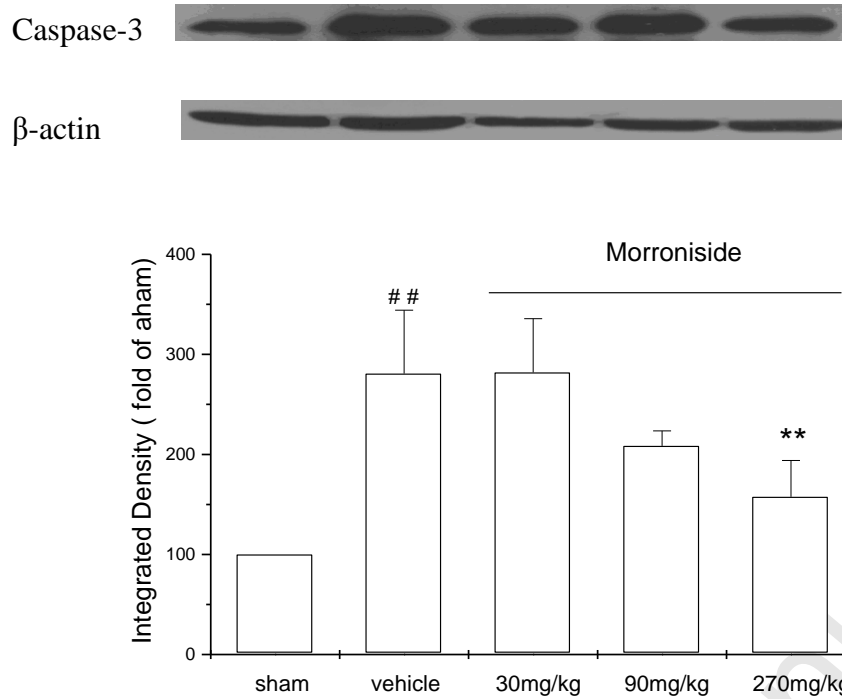 Caspase-3
β-actin
Integrated Density ( fold of aham)
400
300
200
100
0
Morroniside
# #
**
sham vehicle 30mg/kg 90mg/kg 270mg/kg